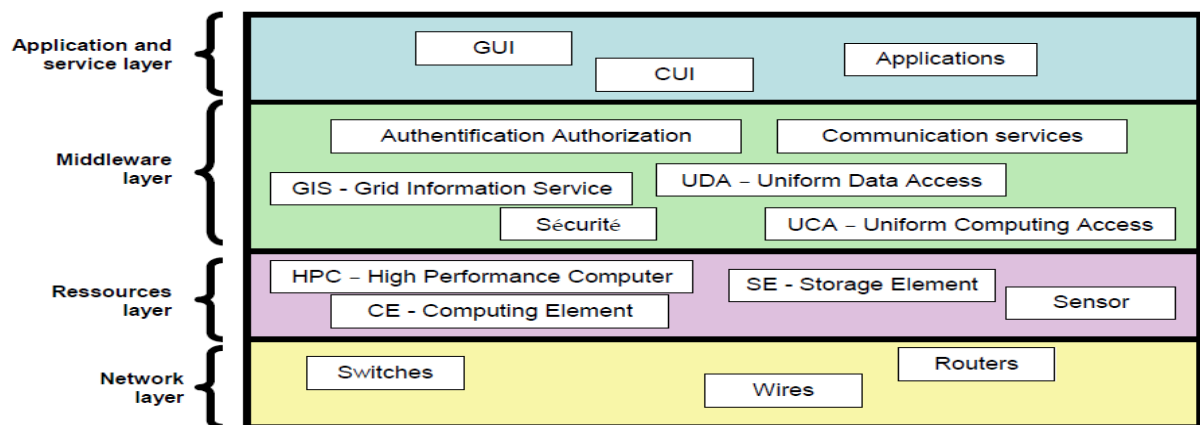 Application and
service layer
GUI
CUI
Applications
Middleware
layer
Authentification Authorization
Communication services
GIS - Grid Information Service
UDA – Uniform Data Access
Sécurité
UCA – Uniform Computing Access
Ressources
layer
HPC – High Performance Computer
SE - Storage Element
CE - Computing Element
Sensor
Network
layer
Switches
Wires
Routers